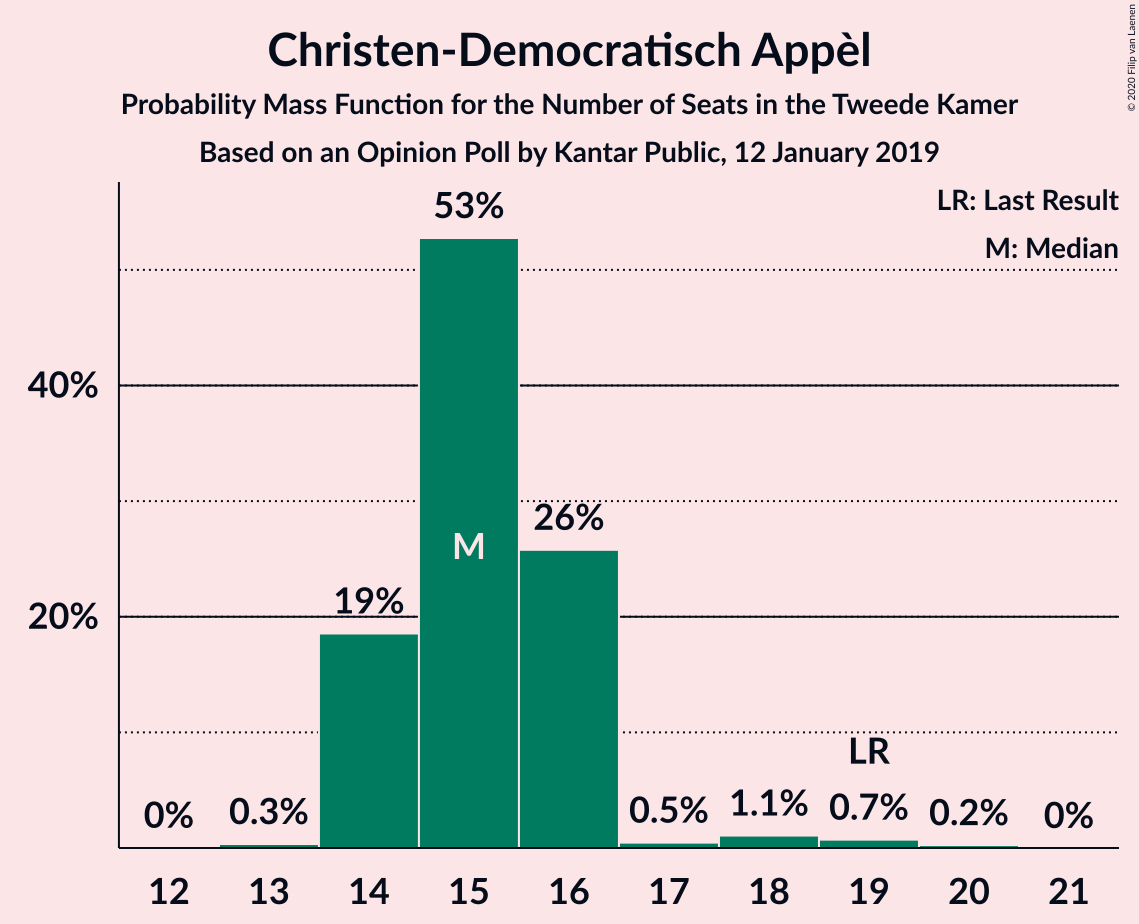 Christen-Democratisch Appèl
Probability Mass Function for the Number of Seats in the Tweede Kamer
Based on an Opinion Poll by Kantar Public, 12 January 2019
© 2020 Filip van Laenen
LR: Last Result
M: Median
53%
40%
26%
M
19%
20%
LR
0%
0.3%
0.5%
1.1%
0.7%
0.2%
0%
12 13 14 15 16 17 18 19 20 21